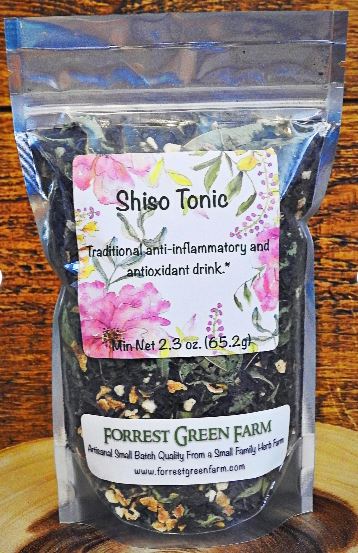 Shiso Tonic
Traditional anti-inflammatory and
antioxidant drink.*
Min Net 2.3 oz. (65.2g)
FORREST GREEN FARM
Artisanal Small Batch Quality From a Small Family Herb Farm
www.forrestgreenfarm.com